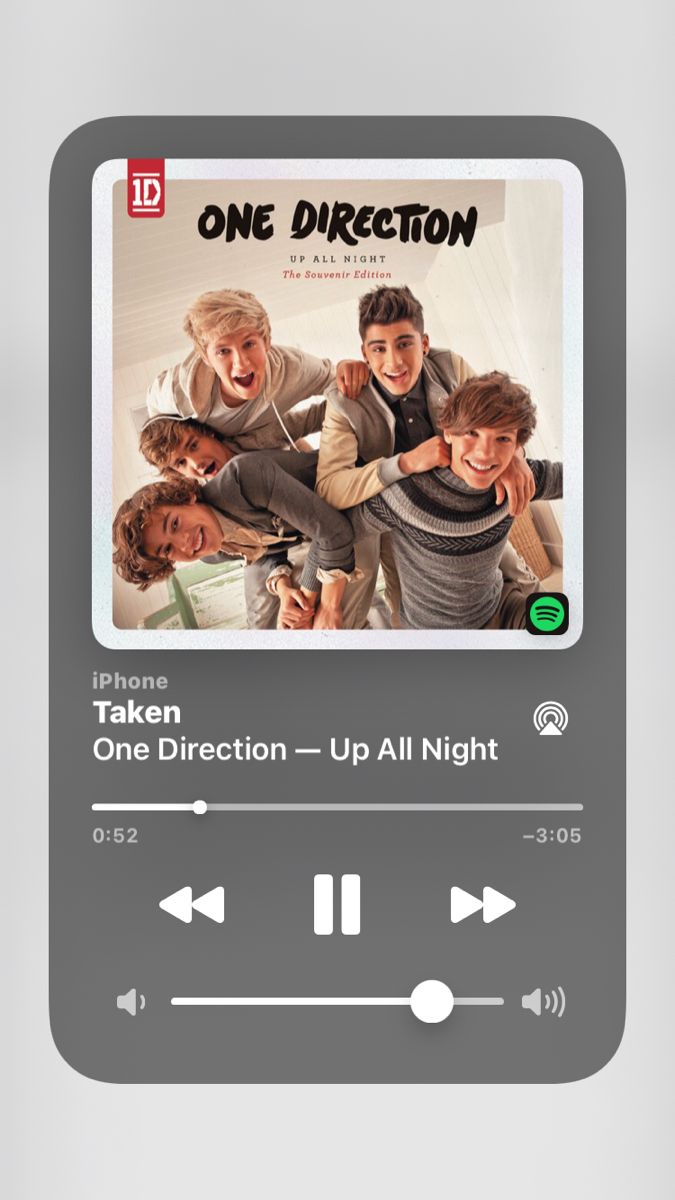 1D
ONE DIRECTION
UP ALL NIGHT
The Souvenir Edition
iPhone
Taken
One Direction — Up All Night
0:52 –3:05